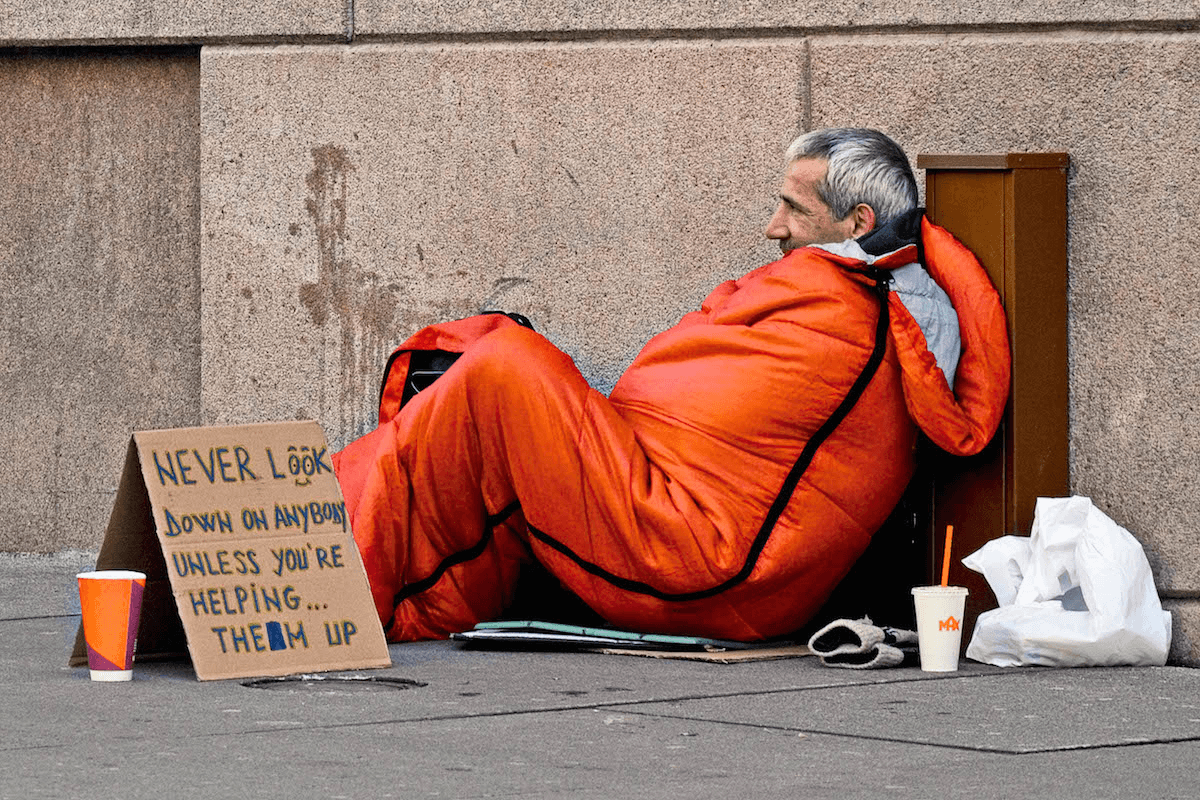 NEVER LOOK
DOWN ON ANYBODY
UNLESS YOU'RE
HELPING...
THEM UP
MAX